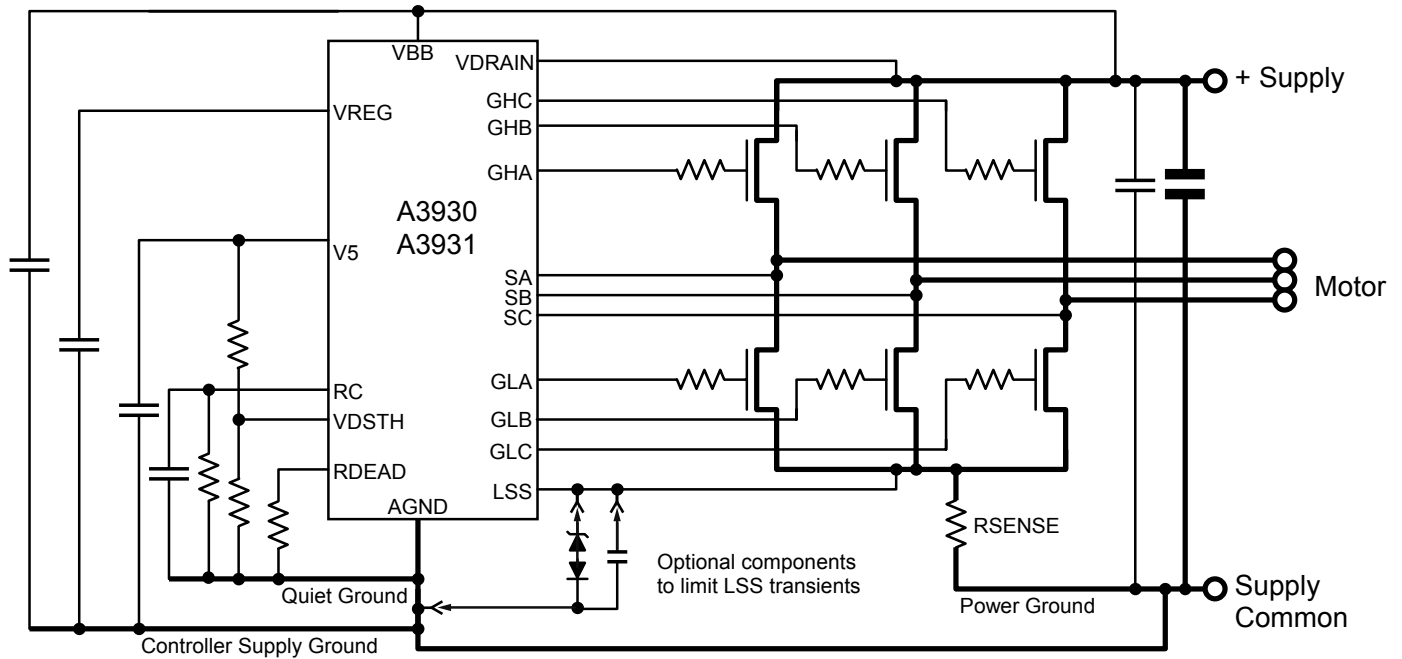 VBB
VDRAIN
+ Supply
GHC
VREG
GHB
GHA
A3930
A3931
V5
SA
SB
SC
Motor
GLA
RC
VDSTH
GLB
GLC
RDEAD
LSS
AGND
RSENSE
Optional components
to limit LSS transients
Quiet Ground
Power Ground
Supply
Common
Controller Supply Ground